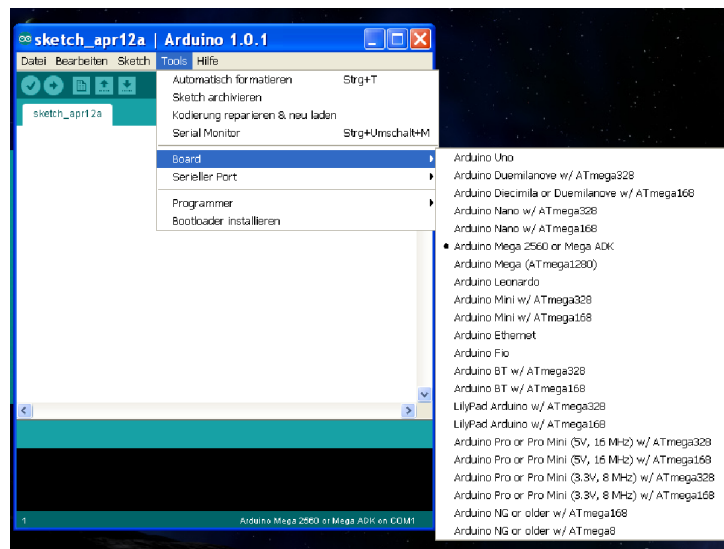 sketch_apr12a | Arduino 1.0.1
Datei Bearbeiten Sketch Tools Hilfe
sketch_apr12a
Automatisch formatieren Strg+T
Sketch archivieren
Kodierung reparieren & neu laden
Serial Monitor Strg+Umschalt+M
Board
Serieller Port
Programmer
Bootloader installieren
Arduino Uno
Arduino Duemilanove w/ ATmega328
Arduino Diecimila or Duemilanove w/ ATmega168
Arduino Nano w/ ATmega328
Arduino Nano w/ ATmega168
Arduino Mega 2560 or Mega ADK
Arduino Mega (ATmega1280)
Arduino Leonardo
Arduino Mini w/ ATmega328
Arduino Mini w/ ATmega168
Arduino Ethernet
Arduino Fio
Arduino BT w/ ATmega328
Arduino BT w/ ATmega168
LilyPad Arduino w/ ATmega328
LilyPad Arduino w/ ATmega168
Arduino Pro or Pro Mini (5V, 16 MHz) w/ ATmega328
Arduino Pro or Pro Mini (5V, 16 MHz) w/ ATmega168
Arduino Pro or Pro Mini (3.3V, 8 MHz) w/ ATmega328
Arduino Pro or Pro Mini (3.3V, 8 MHz) w/ ATmega168
Arduino NG or older w/ ATmega168
Arduino NG or older w/ ATmega8
1 Arduino Mega 2560 or Mega ADK on COM1